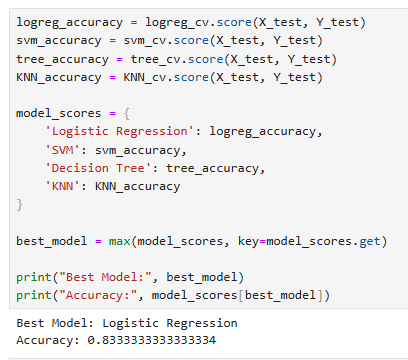 logreg_accuracy = logreg_cv.score(X_test, Y_test)
svm_accuracy = svm_cv.score(X_test, Y_test)
tree_accuracy = tree_cv.score(X_test, Y_test)
KNN_accuracy = KNN_cv.score(X_test, Y_test)

model_scores = {
    'Logistic Regression': logreg_accuracy,
    'SVM': svm_accuracy,
    'Decision Tree': tree_accuracy,
    'KNN': KNN_accuracy
}

best_model = max(model_scores, key=model_scores.get)

print("Best Model:", best_model)
print("Accuracy:", model_scores[best_model])
Best Model: Logistic Regression
Accuracy: 0.8333333333333334